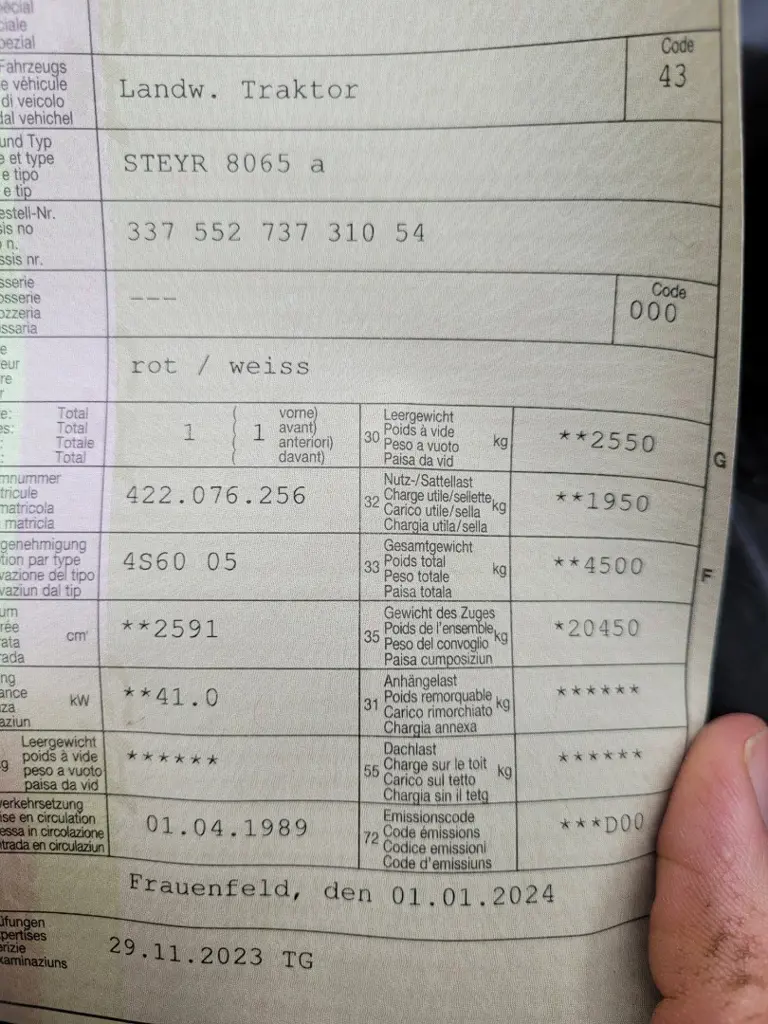 pécial
ciale
pezial
Fahrzeugs
e véhicule
di veicolo
dal vehichel
Landw. Traktor
Code
43
und Typ
e et type
e tipo
e tip
STEYR 8065 a
estell-Nr.
sis no
o n.
ssis nr.
337 552 737 310 54
sserie
osserie
ozzeria
ssaria
---
Code
000
e
eur
re
r
rot / weiss
e: Total
es: Total
: Totale
: Total
1
( vorne)
( 1 avant)
( anteriori)
( davant)
30
Leergewicht
Poids à vide
Peso a vuoto
Paisa da vid
kg
**2550
G
mnummer
tricule
matricola
matricla
422.076.256
32
Nutz-/Sattellast
Charge utile/sellette
Carico utile/sella
Chargia utila/sella
kg
**1950
genehmigung
tion par type
vazione del tipo
vaziun dal tip
4S60 05
33
Gesamtgewicht
Poids total
Peso totale
Paisa totala
kg
**4500
F
um
rée
ata
rada
cm³
**2591
35
Gewicht des Zuges
Poids de l'ensemble
Peso del convoglio
Paisa cumposiziun
kg
*20450
ng
ance
nza
aziun
kW
**41.0
31
Anhängelast
Poids remorquable
Carico rimorchiato
Chargia annexa
kg
******
g
Leergewicht
poids à vide
peso a vuoto
paisa da vid
******
55
Dachlast
Charge sur le toit
Carico sul tetto
Chargia sin il tetg
kg
******
verkehrsetzung
ise en circulation
essa in circolazione
ntrada en circulaziun
01.04.1989
72
Emissionscode
Code émissions
Codice emissioni
Code d'emissiuns
***D00
Frauenfeld, den 01.01.2024
üfungen
pertises
erizie
xaminaziuns
29.11.2023 TG